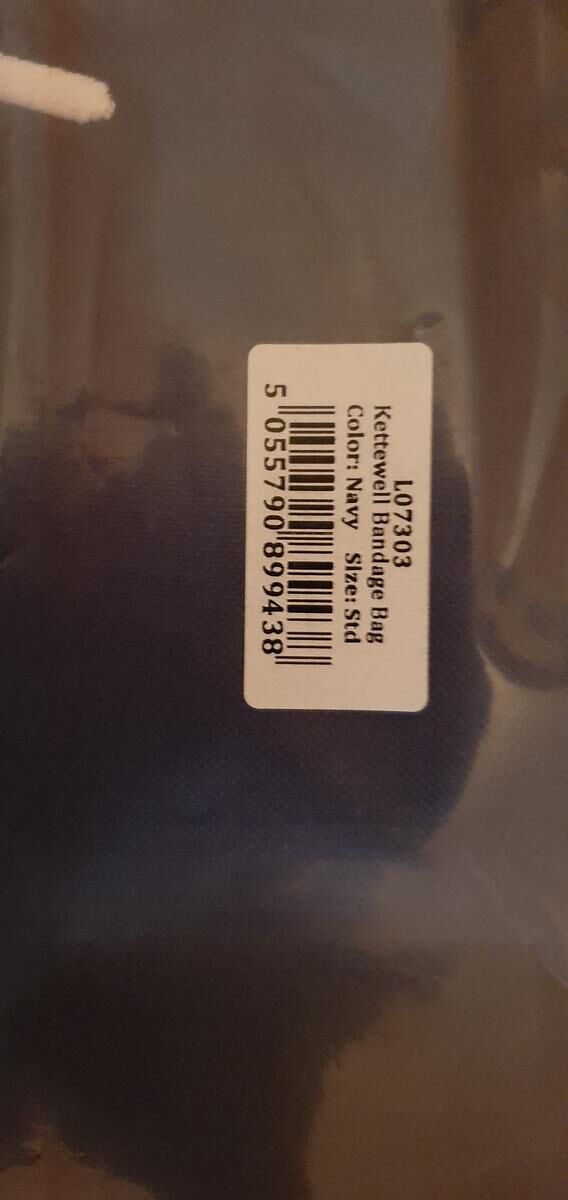 L07303
Kettewell Bandage Bag
Color: Navy Size: Std
5 055790 899438